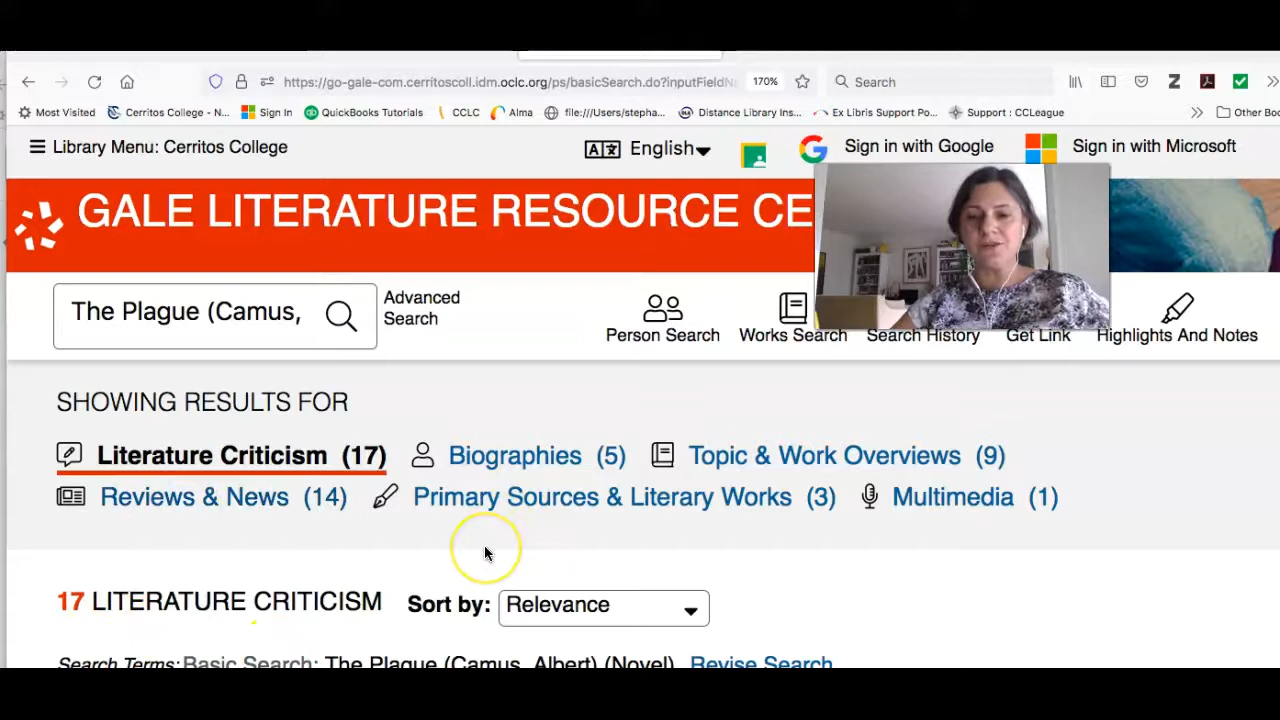 https://go-gale-com.cerritoscoll.idm.oclc.org/ps/basicSearch.do?inputFieldN
170%
Search
Most Visited
Cerritos College - N...
Sign In
QuickBooks Tutorials
CCLC
Alma
file:///Users/stepha...
Distance Library Ins...
Ex Libris Support Po...
Support : CCLeague
Other Bo
Library Menu: Cerritos College
English
Sign in with Google
Sign in with Microsoft
GALE LITERATURE RESOURCE CE
The Plague (Camus,
Advanced
Search
Person Search
Works Search
Search History
Get Link
Highlights And Notes
SHOWING RESULTS FOR
Literature Criticism (17)
Biographies (5)
Topic & Work Overviews (9)
Reviews & News (14)
Primary Sources & Literary Works (3)
Multimedia (1)
17 LITERATURE CRITICISM
Sort by:
Relevance
Search Terms: Basic Search: The Plague (Camus, Albert) (Novel) Revise Search